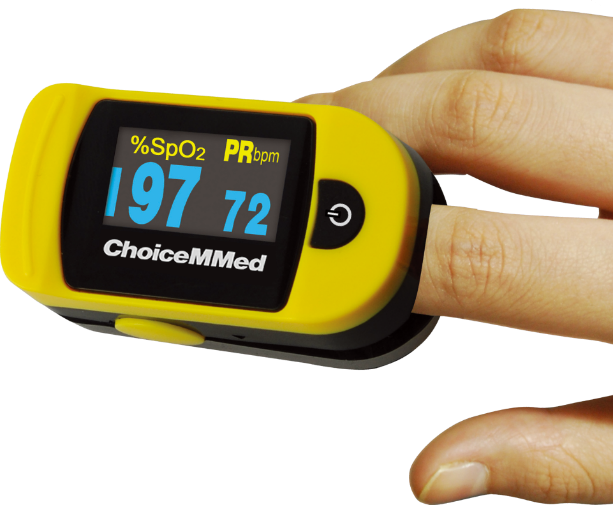 %SpO₂ PRbpm
97 72
ChoiceMMed